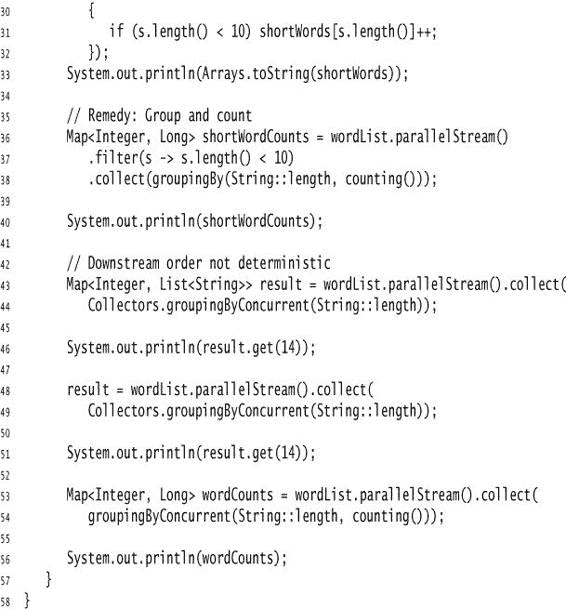 30          {
31             if (s.length() < 10) shortWords[s.length()]++;
32          });
33       System.out.println(Arrays.toString(shortWords));
34
35       // Remedy: Group and count
36       Map<Integer, Long> shortWordCounts = wordList.parallelStream()
37          .filter(s -> s.length() < 10)
38          .collect(groupingBy(String::length, counting()));
39
40       System.out.println(shortWordCounts);
41
42       // Downstream order not deterministic
43       Map<Integer, List<String>> result = wordList.parallelStream().collect(
44          Collectors.groupingByConcurrent(String::length));
45
46       System.out.println(result.get(14));
47
48       result = wordList.parallelStream().collect(
49          Collectors.groupingByConcurrent(String::length));
50
51       System.out.println(result.get(14));
52
53       Map<Integer, Long> wordCounts = wordList.parallelStream().collect(
54          groupingByConcurrent(String::length, counting()));
55
56       System.out.println(wordCounts);
57    }
58 }